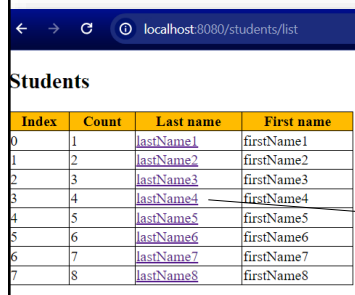 localhost:8080/students/list
Students
Index Count Last name First name
0 1 lastName1 firstName1
1 2 lastName2 firstName2
2 3 lastName3 firstName3
3 4 lastName4 firstName4
4 5 lastName5 firstName5
5 6 lastName6 firstName6
6 7 lastName7 firstName7
7 8 lastName8 firstName8